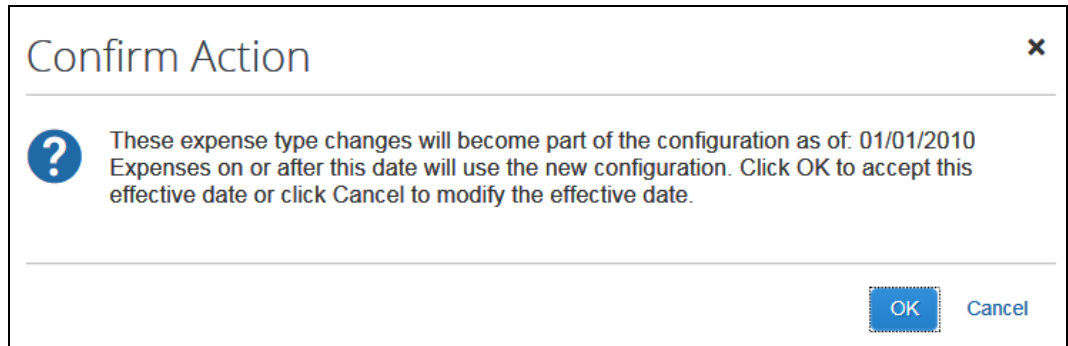 Confirm Action
×
?
These expense type changes will become part of the configuration as of: 01/01/2010
Expenses on or after this date will use the new configuration. Click OK to accept this
effective date or click Cancel to modify the effective date.
OK Cancel